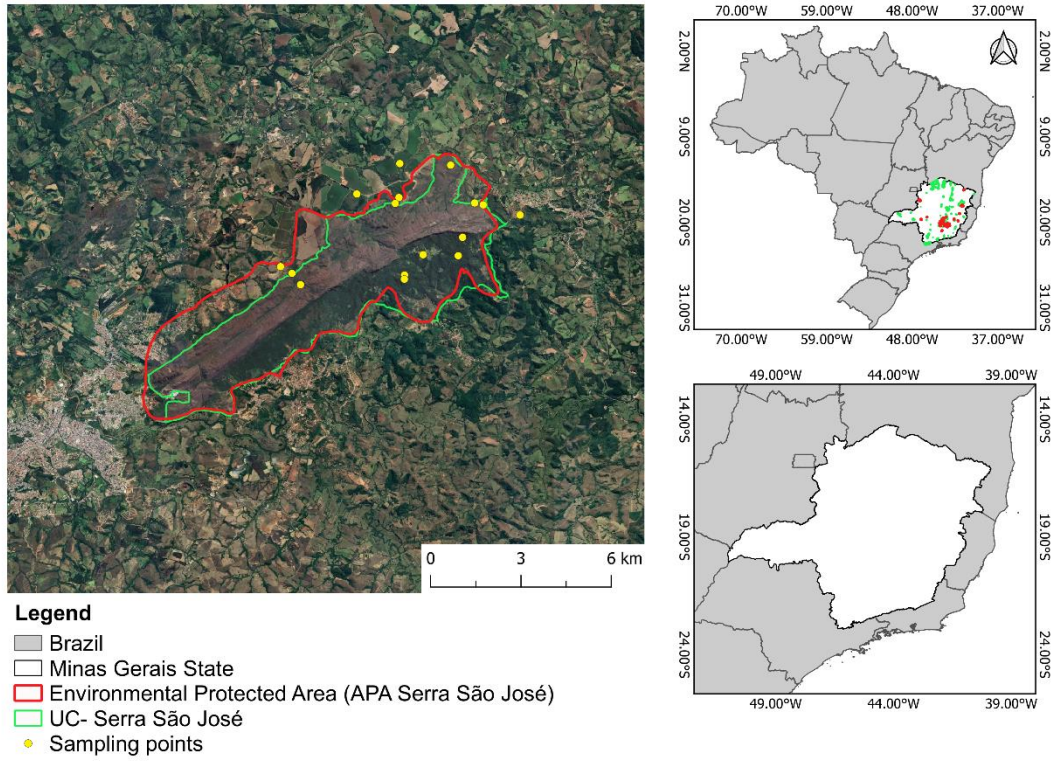 0 3 6 km
Legend
Brazil
Minas Gerais State
Environmental Protected Area (APA Serra São José)
UC- Serra São José
Sampling points
70.00°W 59.00°W 48.00°W 37.00°W
2.00°N 2.00°N
9.00°S 9.00°S
20.00°S 20.00°S
31.00°S 31.00°S
70.00°W 59.00°W 48.00°W 37.00°W
49.00°W 44.00°W 39.00°W
14.00°S 14.00°S
19.00°S 19.00°S
24.00°S 24.00°S
49.00°W 44.00°W 39.00°W